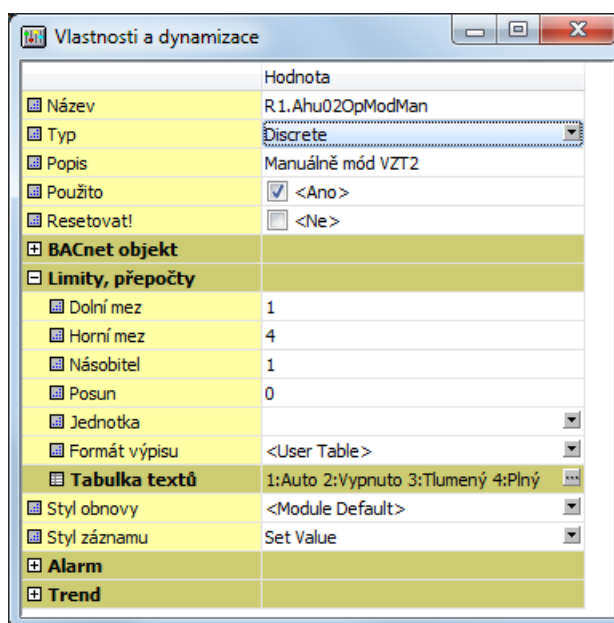 Vlastnosti a dynamizace
Hodnota
Název R1.Ahu02OpModMan
Typ Discrete
Popis Manuálně mód VZT2
Použito <Ano>
Resetovat! <Ne>
BACnet objekt
Limity, přepočty
Dolní mez 1
Horní mez 4
Násobitel 1
Posun 0
Jednotka
Formát výpisu <User Table>
Tabulka textů 1:Auto 2:Vypnuto 3:Tlumený 4:Plný ...
Styl obnovy <Module Default>
Styl záznamu Set Value
Alarm
Trend